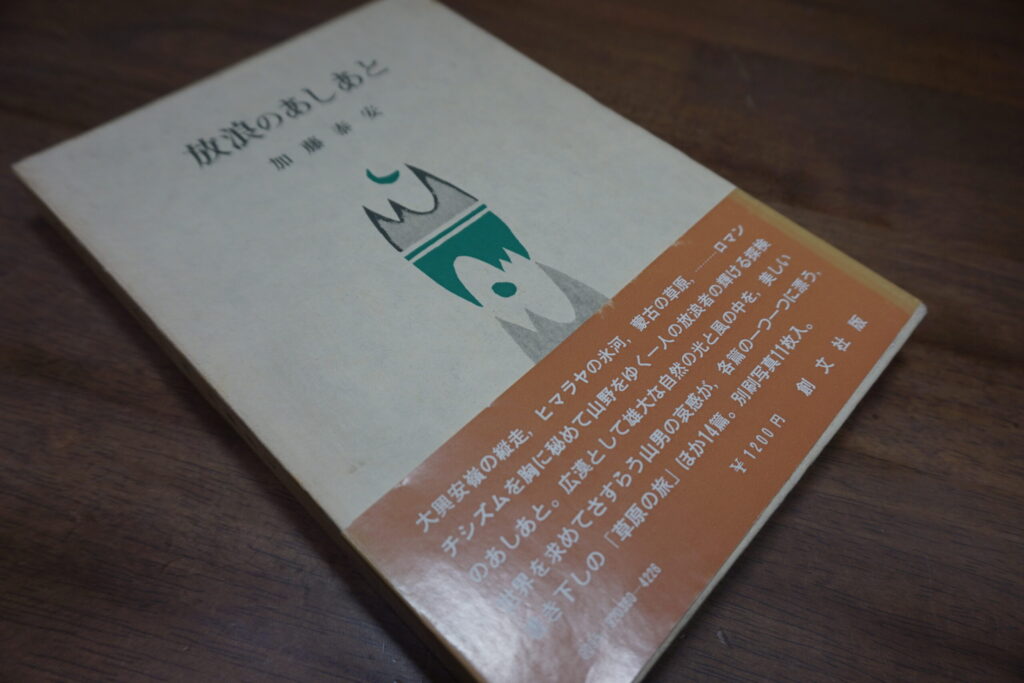 放浪のあしあと
加藤泰安
大興安嶺の縦走，ヒマラヤの氷河，蒙古の草原，………ロマン
チシズムを胸に秘めて山野をゆく一人の放浪者の輝ける探検
のあしあと。広漠として雄大な自然の光と風の中を，美しい
世界を求めてさすらう山男の哀感が，各篇の一つ一つに漂う，
書き下しの「草原の旅」ほか14篇。別刷写真11枚入。
¥1200円 創文社版
4226